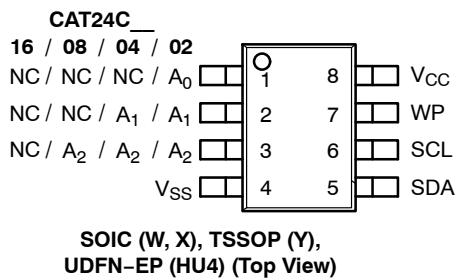 CAT24C__
16 / 08 / 04 / 02
NC / NC / NC / A0 1 8 VCC
NC / NC / A1 / A1 2 7 WP
NC / A2 / A2 / A2 3 6 SCL
VSS 4 5 SDA
SOIC (W, X), TSSOP (Y),
UDFN−EP (HU4) (Top View)